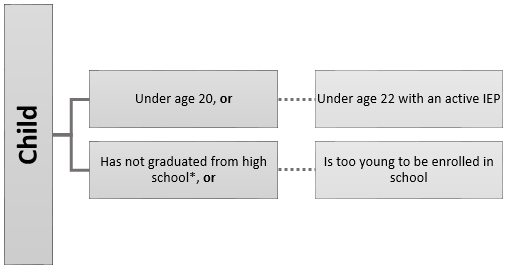 Child
Under age 20, or
Under age 22 with an active IEP
Has not graduated from high
school*, or
Is too young to be enrolled in
school